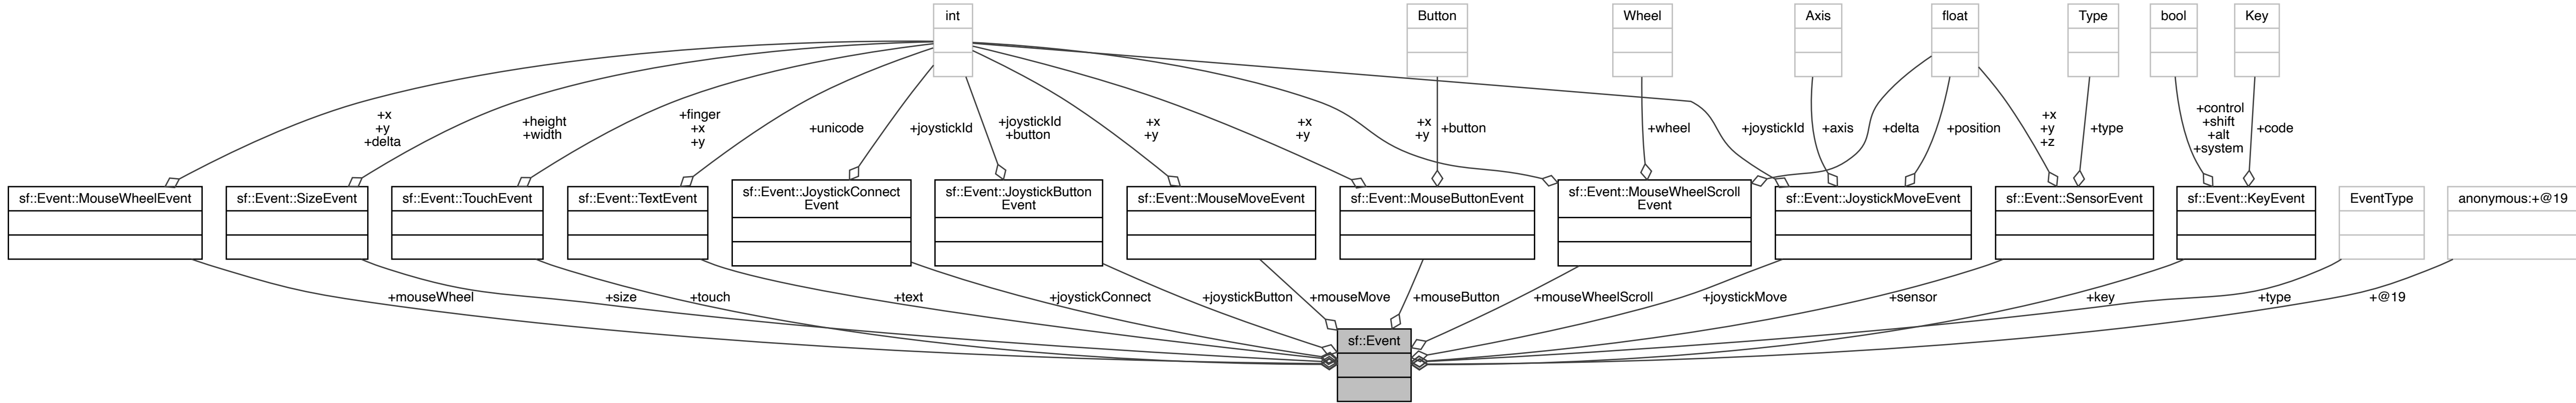 int
Button
Wheel
Axis
float
Type
bool
Key
+x
+y
+delta
+height
+width
+finger
+x
+y
+unicode
+joystickId
+joystickId
+button
+x
+y
+x
+y
+x
+y
+button
+wheel
+joystickId
+axis
+delta
+position
+x
+y
+z
+type
+control
+shift
+alt
+system
+code
sf::Event::MouseWheelEvent
sf::Event::SizeEvent
sf::Event::TouchEvent
sf::Event::TextEvent
sf::Event::JoystickConnect
Event
sf::Event::JoystickButton
Event
sf::Event::MouseMoveEvent
sf::Event::MouseButtonEvent
sf::Event::MouseWheelScroll
Event
sf::Event::JoystickMoveEvent
sf::Event::SensorEvent
sf::Event::KeyEvent
EventType
anonymous:+@19
+mouseWheel
+size
+touch
+text
+joystickConnect
+joystickButton
+mouseMove
+mouseButton
+mouseWheelScroll
+joystickMove
+sensor
+key
+type
+@19
sf::Event